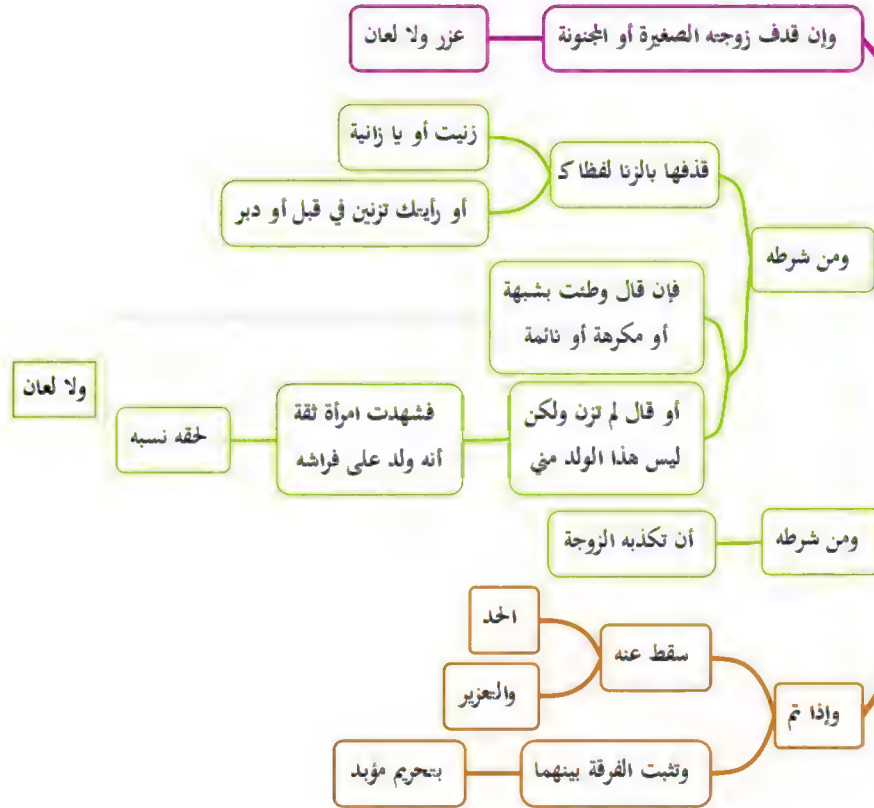 وإن قدف زوجته الصغيرة أو المجنونة
عزر ولا لعان
ومن شرطه
قذفها بالزنا لفظا كـ
زنيت أو يا زانية
أو رأيتك تزنين في قبل أو دبر
فإن قال وطئت بشبهة
أو مكرهة أو نائمة
أو قال لم تزن ولكن
ليس هذا الولد مني
فشهدت امرأة ثقة
أنه ولد على فراشه
لحقه نسبه
ولا لعان
ومن شرطه
أن تكذبه الزوجة
وإذا تم
سقط عنه
الحد
والتعزير
وتثبت الفرقة بينهما
بتحريم مؤبد